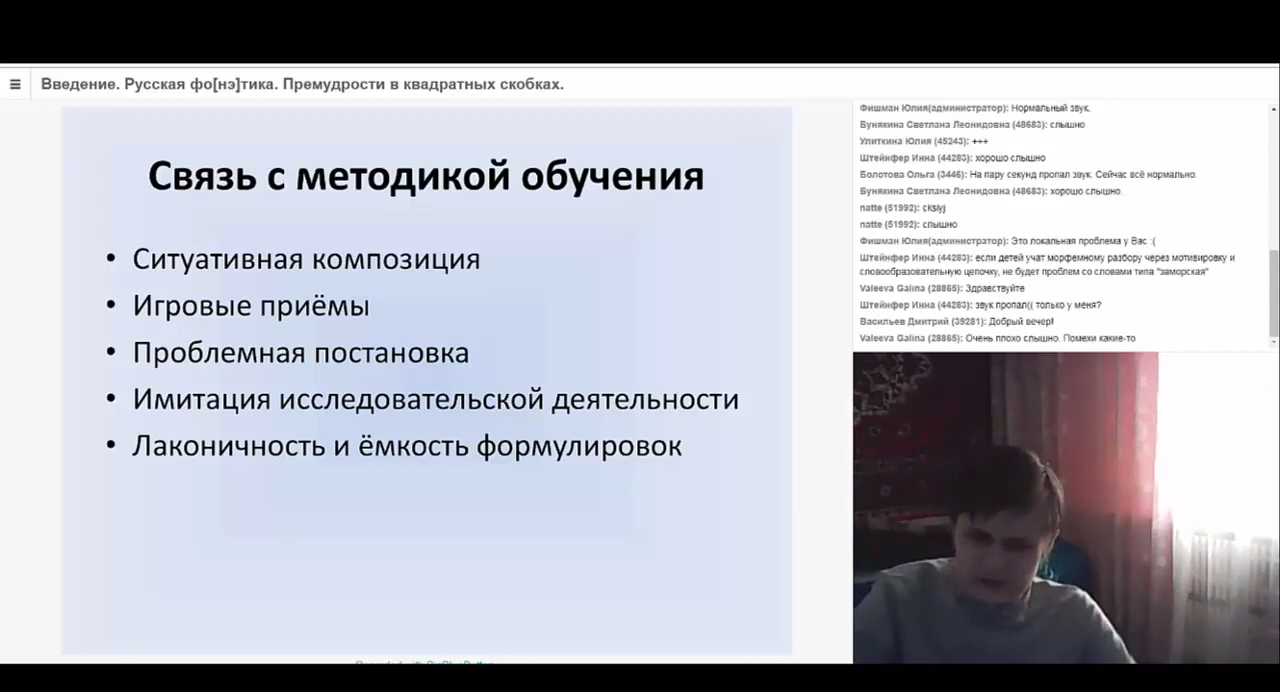 Введение. Русская фо[нэ]тика. Премудрости в квадратных скобках.
Связь с методикой обучения
• Ситуативная композиция
• Игровые приёмы
• Проблемная постановка
• Имитация исследовательской деятельности
• Лаконичность и ёмкость формулировок
Фишман Юлия(администратор): Нормальный звук.
Бунякина Светлана Леонидовна (48683): слышно
Улиткина Юлия (45243): +++
Штейнфер Инна (44283): хорошо слышно
Болотова Ольга (3446): На пару секунд пропал звук. Сейчас всё нормально.
Бунякина Светлана Леонидовна (48683): хорошо слышно.
natte (51992): cksiyj
natte (51992): слышно
Фишман Юлия(администратор): Это локальная проблема у Вас :(
Штейнфер Инна (44283): если детей учат морфемному разбору через мотивировку и
словообразовательную цепочку, не будет проблем со словами типа "заморская"
Valeeva Galina (28865): Здравствуйте
Штейнфер Инна (44283): звук пропал(( только у меня?
Васильев Дмитрий (39281): Добрый вечер!
Valeeva Galina (28865): Очень плохо слышно. Помехи какие-то